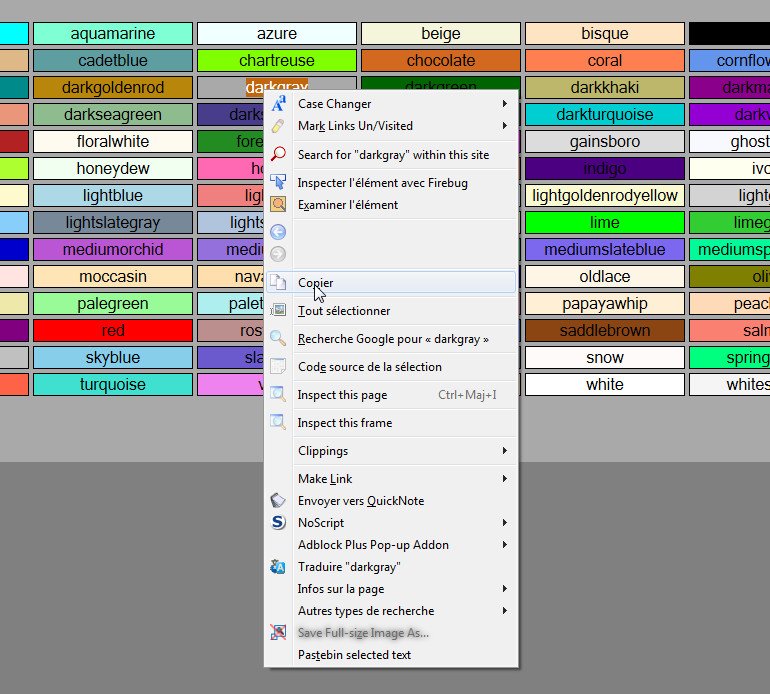 aquamarine azure beige bisque
cadetblue chartreuse chocolate coral cornflow
darkgoldenrod darkgray darkgreen darkkhaki darkma
darkseagreen darks darkturquoise darkv
floralwhite fore gainsboro ghost
honeydew ho indigo ivo
lightblue lig lightgoldenrodyellow light
lightslategray lights lime limeg
mediumorchid medi mediumslateblue mediumsp
moccasin nava oldlace oli
palegreen palet papayawhip peac
red ros saddlebrown saln
skyblue sla snow spring
turquoise v white whites
Case Changer
Mark Links Un/Visited
Search for "darkgray" within this site
Inspecter l'élément avec Firebug
Examiner l'élément
Copier
Tout sélectionner
Recherche Google pour « darkgray »
Code source de la sélection
Inspect this page Ctrl+Maj+I
Inspect this frame
Clippings
Make Link
Envoyer vers QuickNote
NoScript
Adblock Plus Pop-up Addon
Traduire "darkgray"
Infos sur la page
Autres types de recherche
Save Full-size Image As...
Pastebin selected text